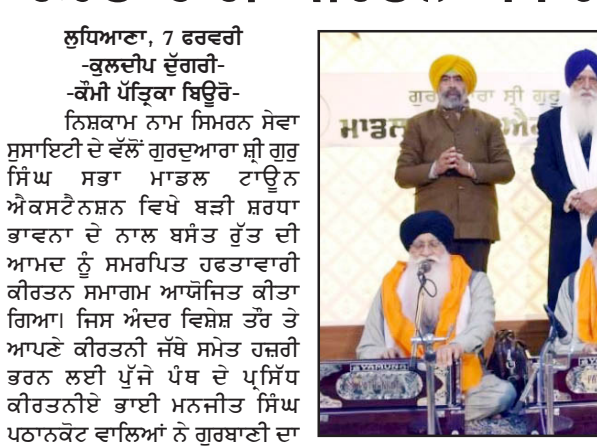 ਲੁਧਿਆਣਾ, 7 ਫਰਵਰੀ
-ਕੁਲਦੀਪ ਦੁੱਗਰੀ-
-ਕੌਮੀ ਪੱਤ੍ਰਿਕਾ ਬਿਊਰੋ-
ਨਿਸ਼ਕਾਮ ਨਾਮ ਸਿਮਰਨ ਸੇਵਾ
ਸੁਸਾਇਟੀ ਦੇ ਵੱਲੋਂ ਗੁਰਦੁਆਰਾ ਸ਼੍ਰੀ ਗੁਰੂ
ਸਿੰਘ ਸਭਾ ਮਾਡਲ ਟਾਊਨ
ਐਕਸਟੈਨਸ਼ਨ ਵਿਖੇ ਬੜੀ ਸ਼ਰਧਾ
ਭਾਵਨਾ ਦੇ ਨਾਲ ਬਸੰਤ ਰੁੱਤ ਦੀ
ਆਮਦ ਨੂੰ ਸਮਰਪਿਤ ਹਫਤਾਵਾਰੀ
ਕੀਰਤਨ ਸਮਾਗਮ ਆਯੋਜਿਤ ਕੀਤਾ
ਗਿਆ। ਜਿਸ ਅੰਦਰ ਵਿਸ਼ੇਸ਼ ਤੌਰ ਤੇ
ਆਪਣੇ ਕੀਰਤਨੀ ਜੱਥੇ ਸਮੇਤ ਹਜ਼ਰੀ
ਭਰਨ ਲਈ ਪੁੱਜੇ ਪੰਥ ਦੇ ਪ੍ਰਸਿੱਧ
ਕੀਰਤਨੀਏ ਭਾਈ ਮਨਜੀਤ ਸਿੰਘ
ਪਠਾਨਕੋਟ ਵਾਲਿਆਂ ਨੇ ਗੁਰਬਾਣੀ ਦਾ
ਸ੍ਰੀ ਗੁਰੂ
YAMUNA